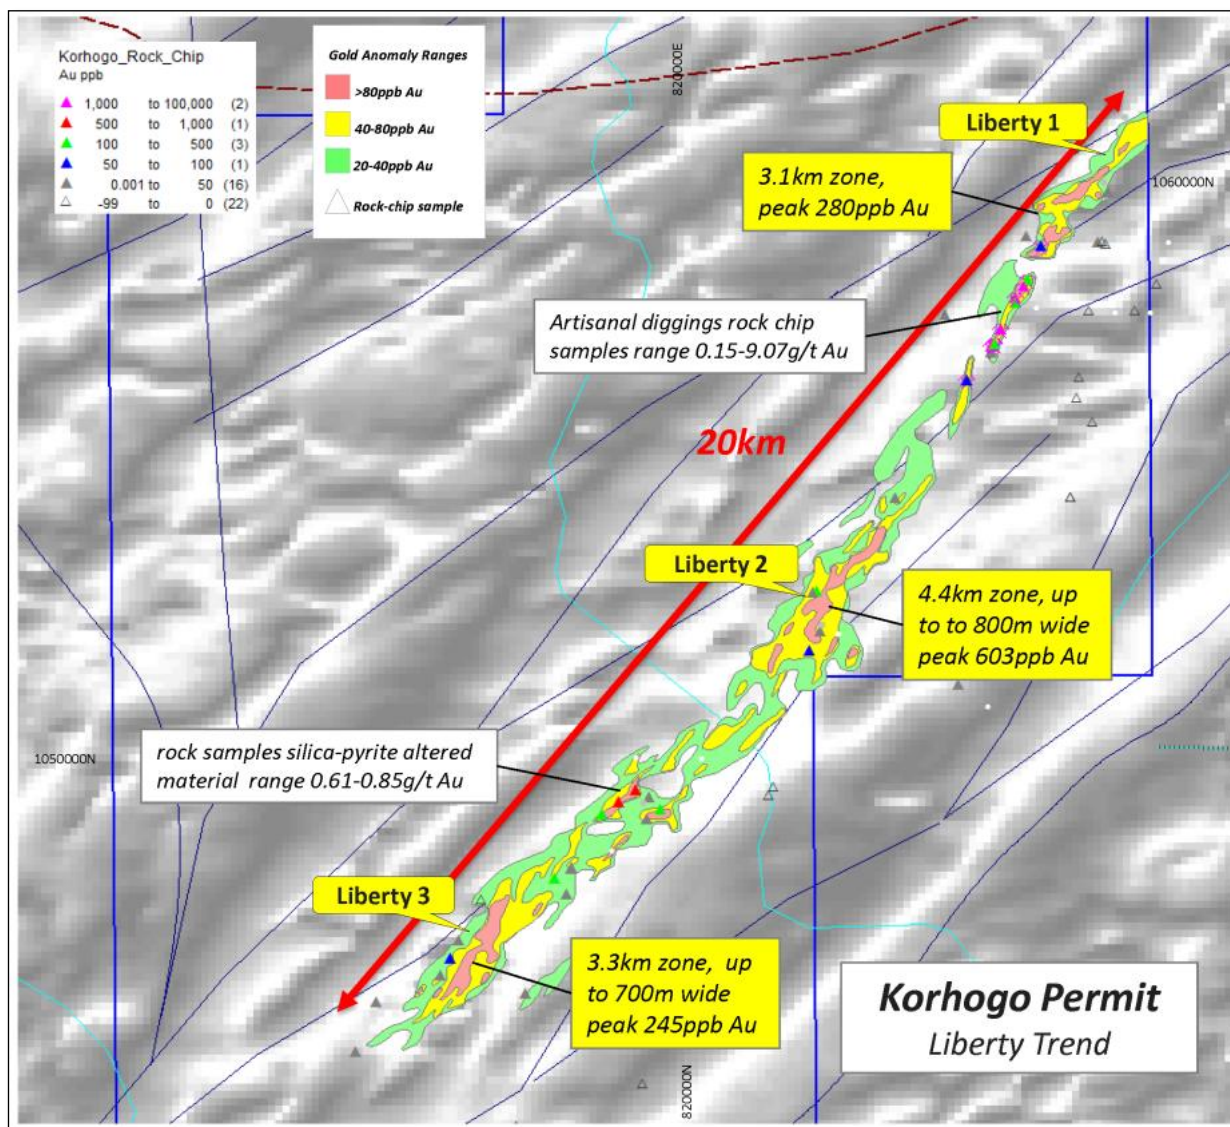 Korhogo_Rock_Chip
Au ppb
1,000 to 100,000 (2)
500 to 1,000 (1)
100 to 500 (3)
50 to 100 (1)
0.001 to 50 (16)
-99 to 0 (22)
Gold Anomaly Ranges
>80ppb Au
40-80ppb Au
20-40ppb Au
Rock-chip sample
820000E
Liberty 1
3.1km zone,
peak 280ppb Au
1060000N
Artisanal diggings rock chip
samples range 0.15-9.07g/t Au
20km
Liberty 2
4.4km zone, up
to to 800m wide
peak 603ppb Au
rock samples silica-pyrite altered
material range 0.61-0.85g/t Au
1050000N
Liberty 3
3.3km zone, up
to 700m wide
peak 245ppb Au
Korhogo Permit
Liberty Trend
820000N